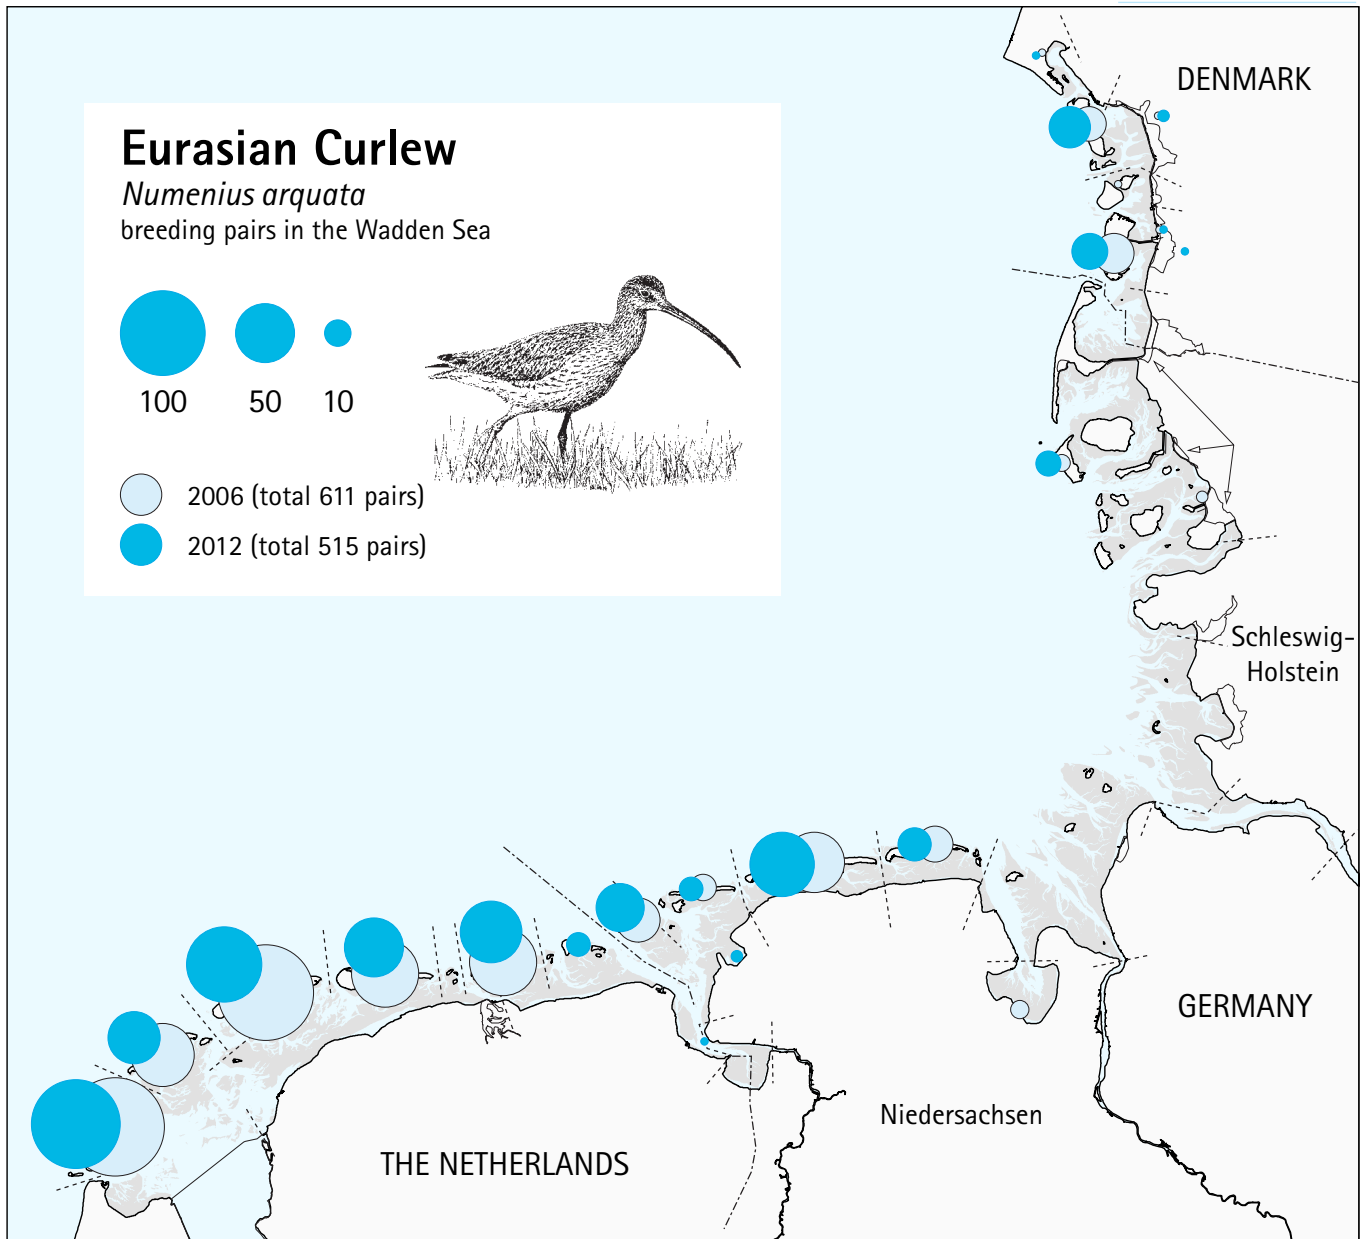 Eurasian Curlew
Numenius arquata
breeding pairs in the Wadden Sea
100 50 10
2006 (total 611 pairs)
2012 (total 515 pairs)
DENMARK
Schleswig-
Holstein
GERMANY
Niedersachsen
THE NETHERLANDS